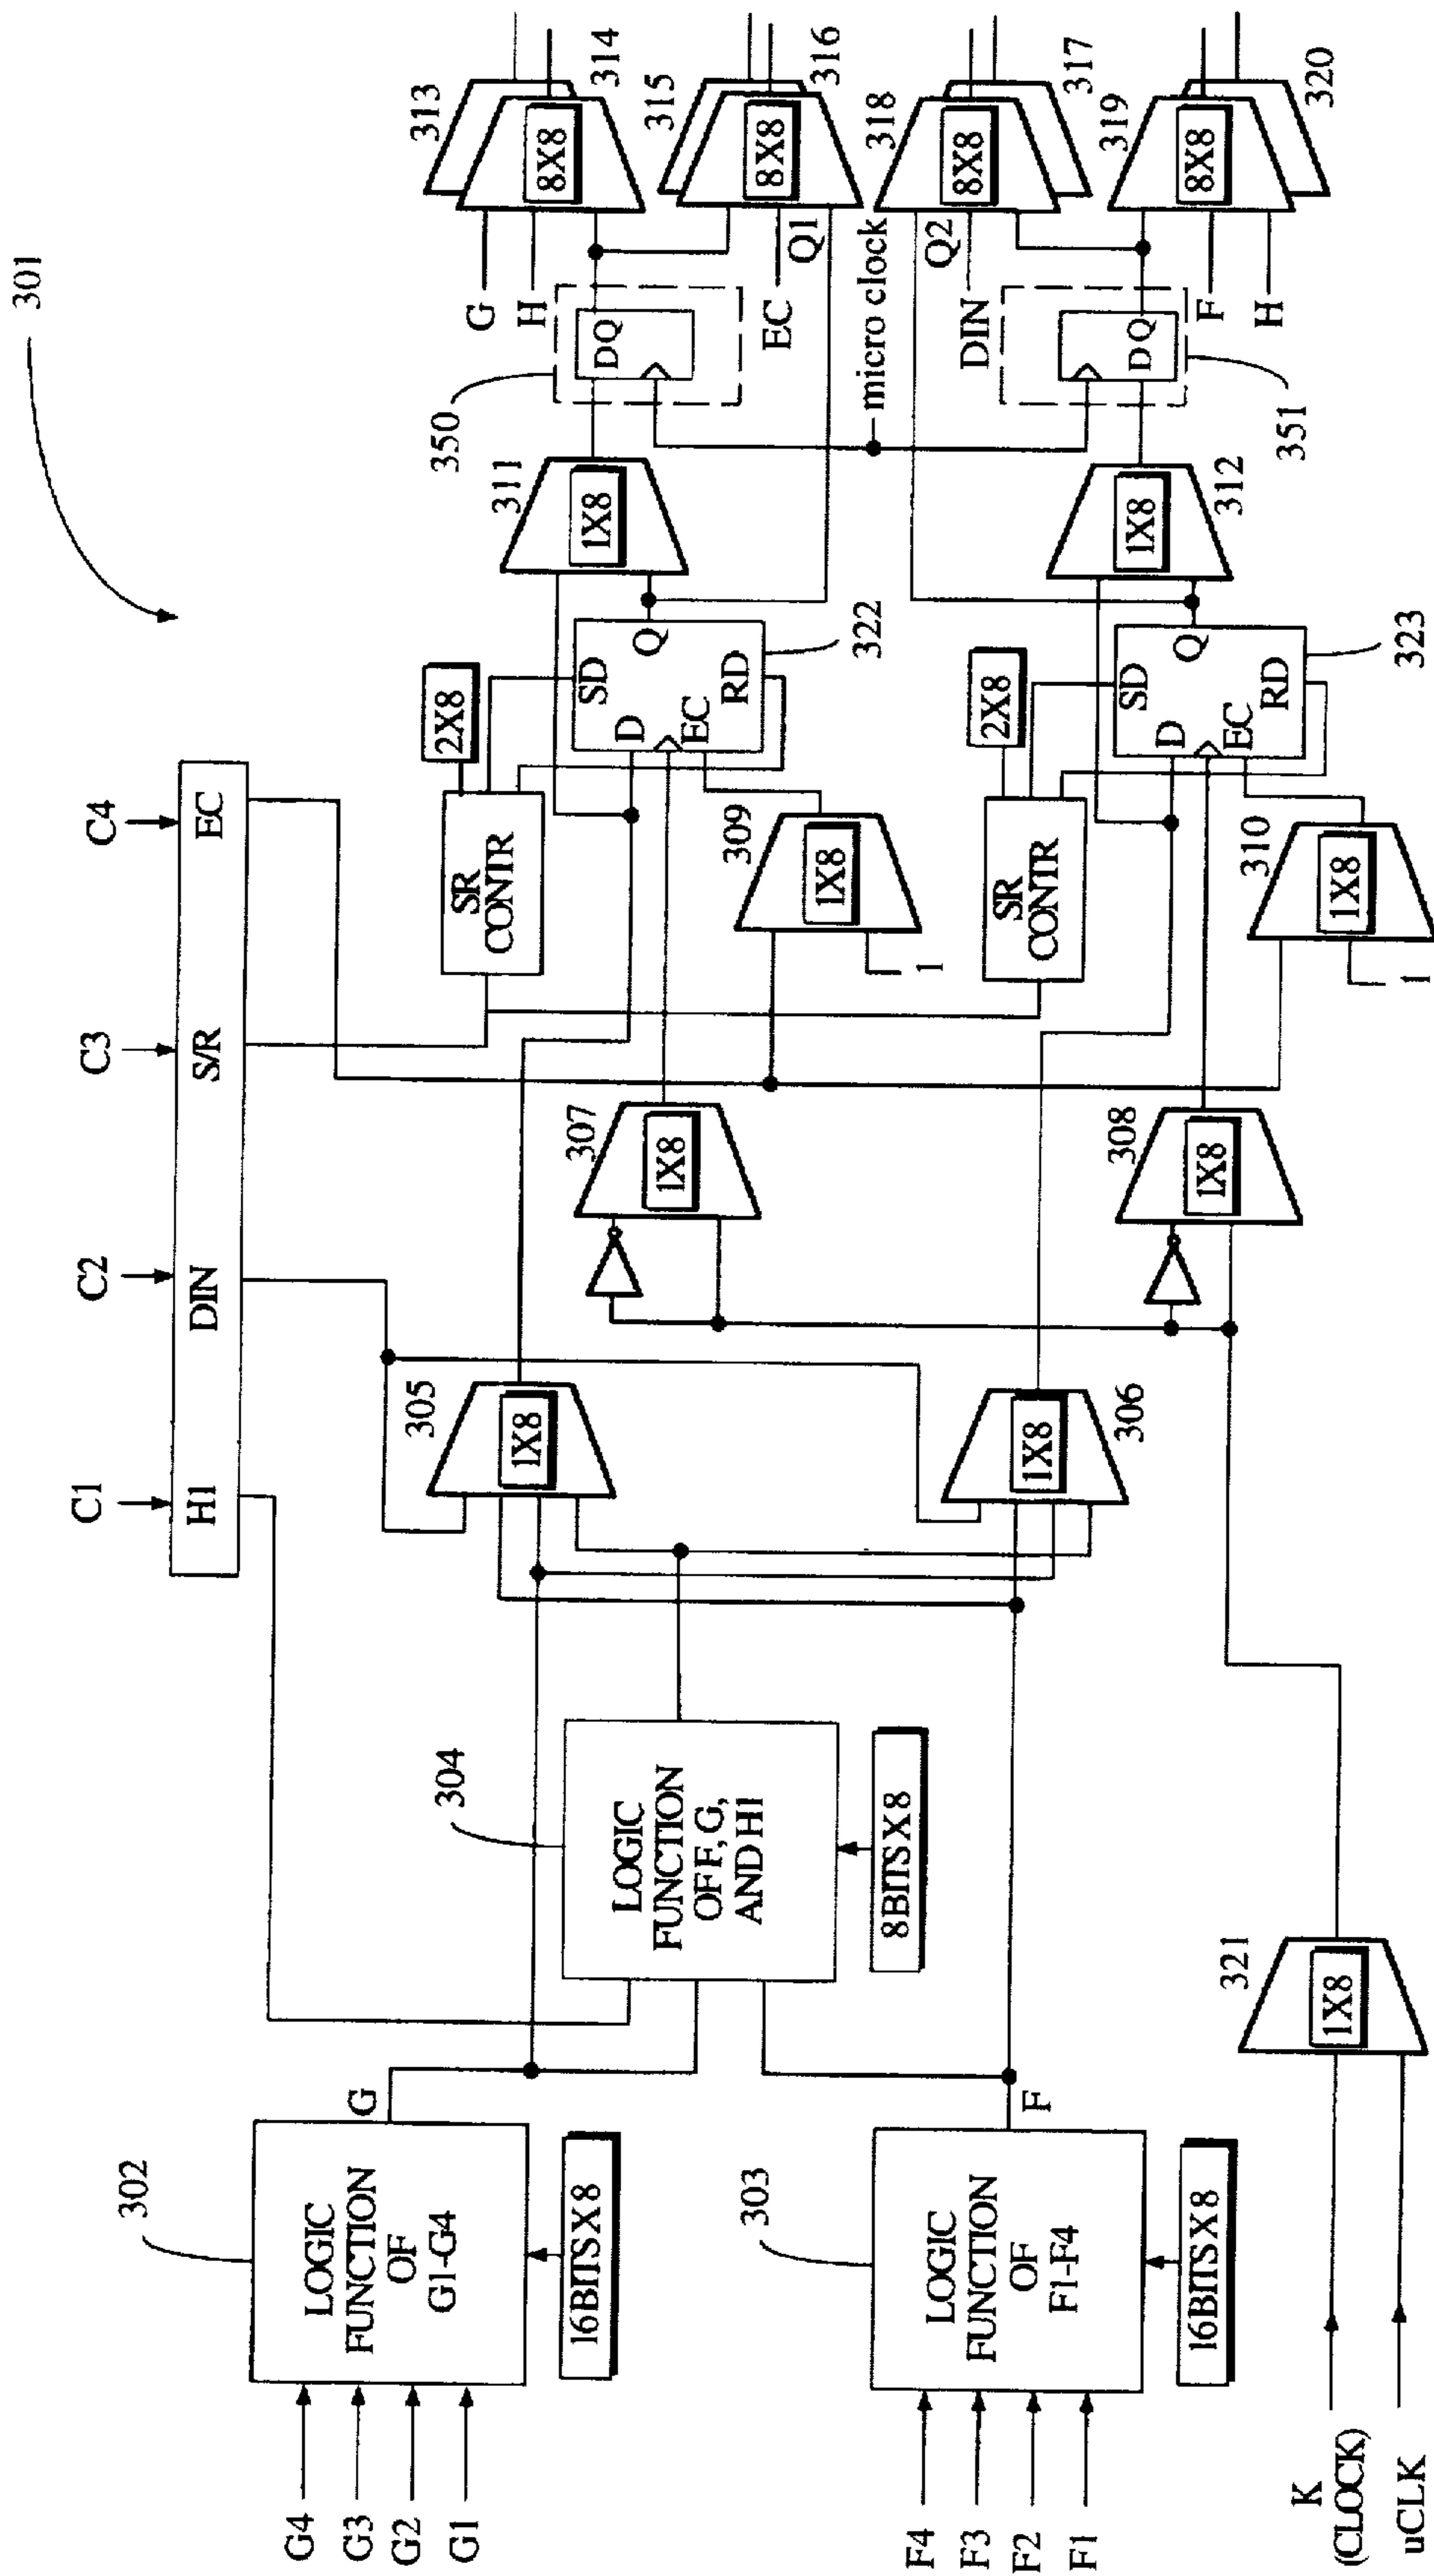 301
C1
C2
C3
C4
H1
DIN
S/R
EC
302
LOGIC
FUNCTION
OF
G1-G4
G4
G3
G2
G1
G
16BITS X 8
303
LOGIC
FUNCTION
OF
F1-F4
F4
F3
F2
F1
F
16BITS X 8
K
(CLOCK)
uCLK
321
1X8
304
LOGIC
FUNCTION
OF F, G,
AND H1
8BITS X 8
305
1X8
306
1X8
307
1X8
308
1X8
SR
CONTR
2X8
309
1X8
1
SD
D
Q
EC
RD
322
SR
CONTR
2X8
310
1X8
1
SD
D
Q
EC
RD
323
311
1X8
312
1X8
350
D Q
micro clock
D Q
351
G
H
313
8X8
314
315
8X8
316
EC
Q1
Q2
DIN
318
8X8
317
319
8X8
320
F
H